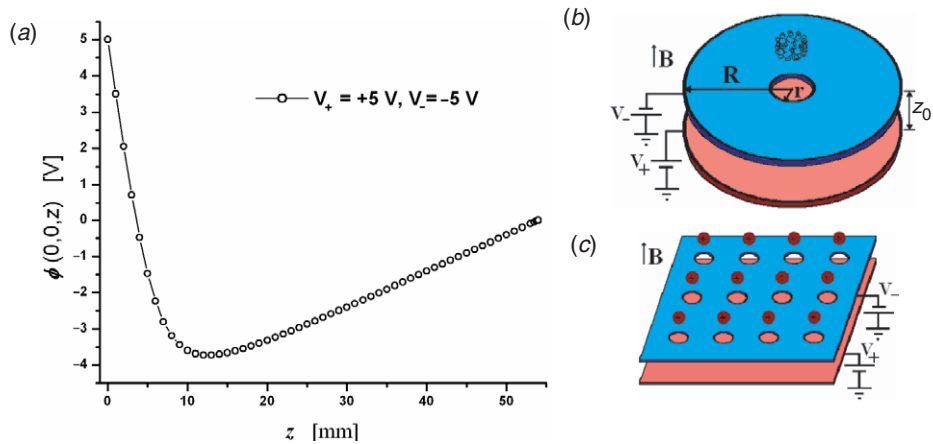 (a)
5
4
3
2
1
0
−1
−2
−3
−4
ϕ (0,0,z) [V]
V₊ = +5 V, V₋= −5 V
0
10
20
30
40
50
z [mm]
(b)
↑B
R
r
z₀
V₋
V₊
(c)
↑B
V₋
V₊